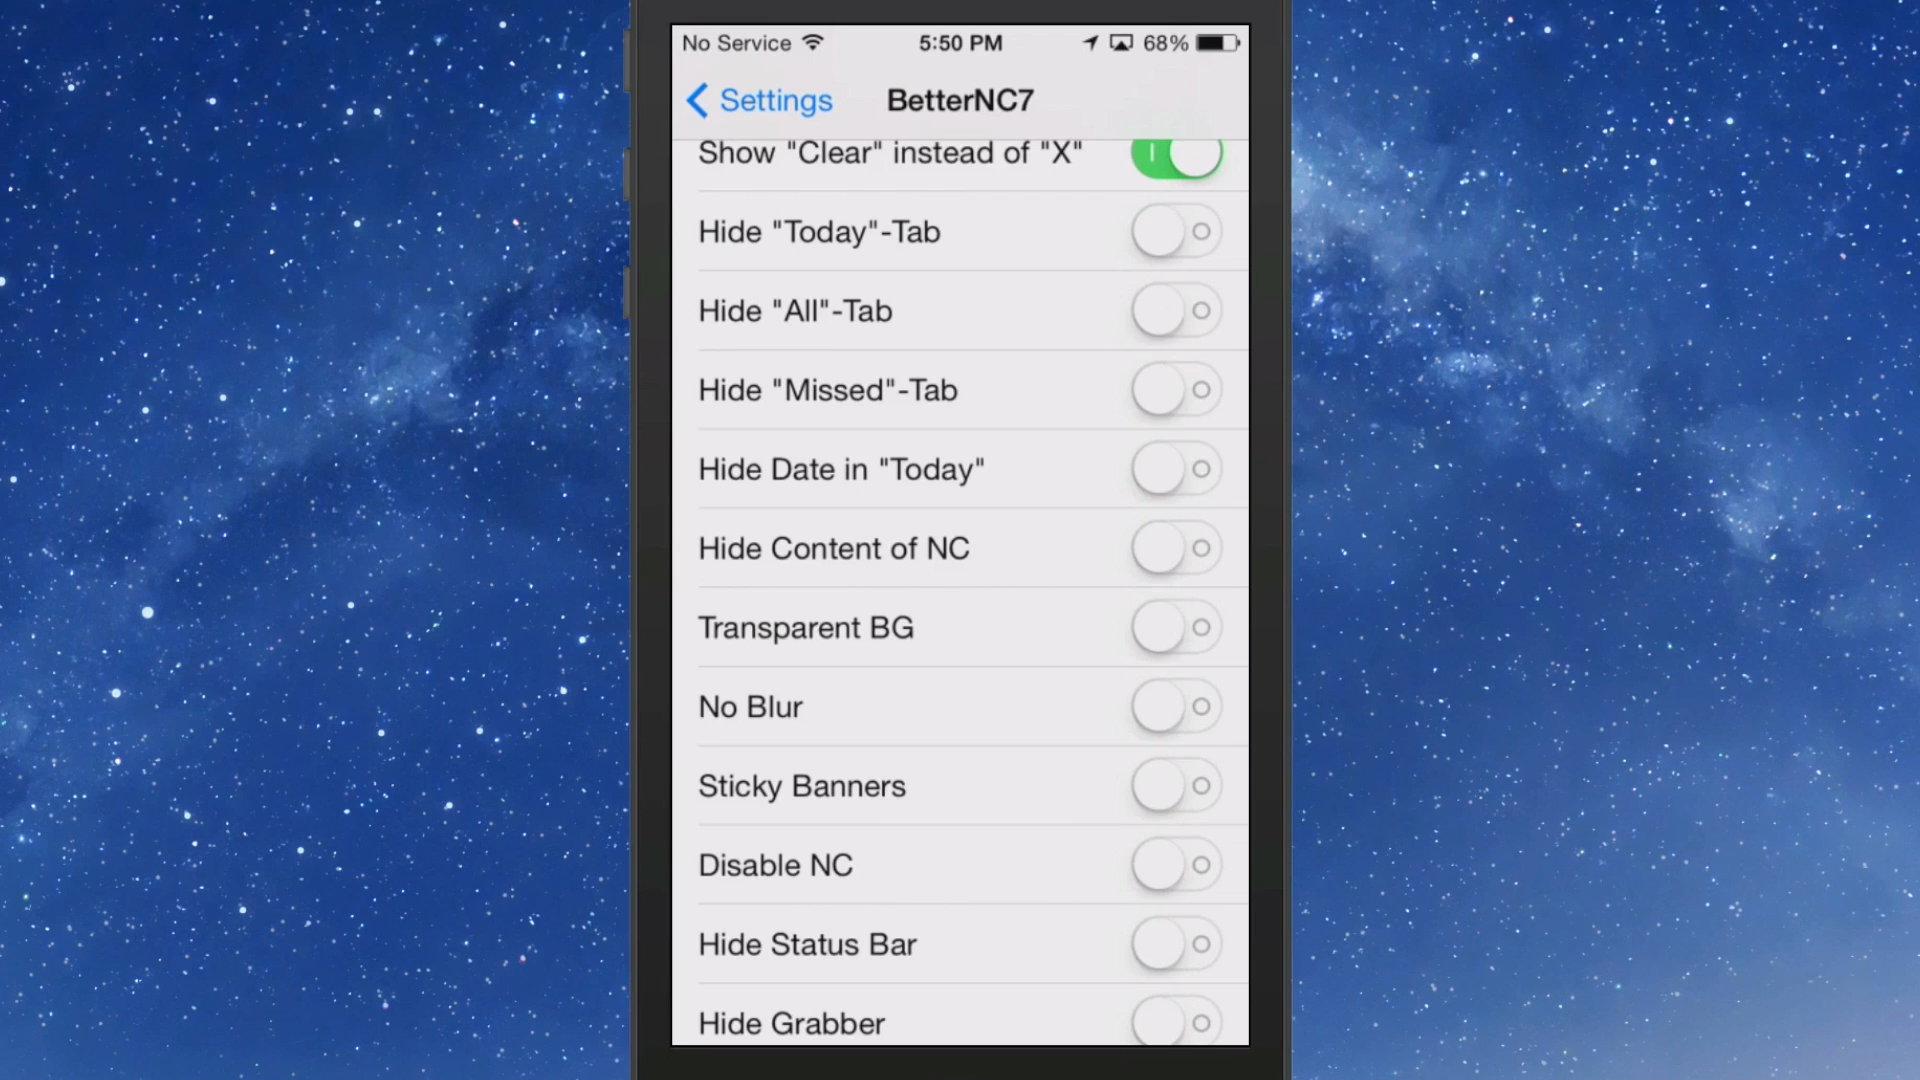 No Service 5:50 PM 68%
Settings BetterNC7
Show "Clear" instead of "X"
Hide "Today"-Tab
Hide "All"-Tab
Hide "Missed"-Tab
Hide Date in "Today"
Hide Content of NC
Transparent BG
No Blur
Sticky Banners
Disable NC
Hide Status Bar
Hide Grabber